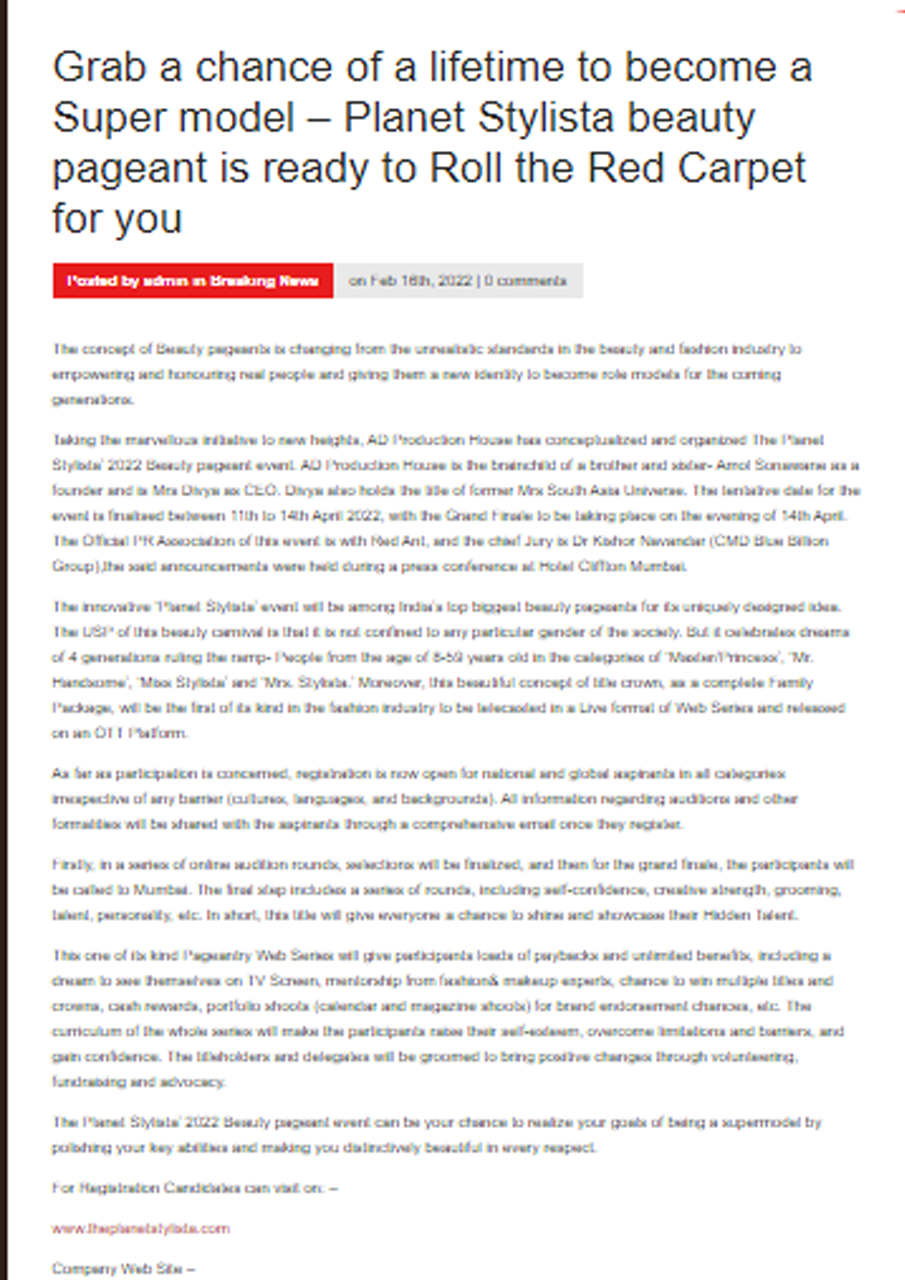 Grab a chance of a lifetime to become a
Super model – Planet Stylista beauty
pageant is ready to Roll the Red Carpet
for you
Posted by admin in Breaking News on Feb 16th, 2022 | 0 comments
The concept of Beauty pageants is changing from the unrealistic standards in the beauty and fashion industry to
empowering and honouring real people and giving them a new identity to become role models for the coming
generations.
Taking the marvellous initiative to new heights, AD Production House has conceptualized and organized The Planet
Stylista' 2022 Beauty pageant event. AD Production House is the brainchild of a brother and sister- Amol Sonawane as a
founder and is Mrs Divya as CEO. Divya also holds the title of former Mrs South Asia Universe. The tentative date for the
event is finalised between 11th to 14th April 2022, with the Grand Finale to be taking place on the evening of 14th April.
The Official PR Association of this event is with Red Ant, and the chief Jury is Dr Kishor Nawandar (CMD Blue Billion
Group),the said announcements were held during a press conference at Hotel Cliffton Mumbai.
The innovative 'Planet Stylista' event will be among India's top biggest beauty pageants for its uniquely designed idea.
The USP of this beauty carnival is that it is not confined to any particular gender of the society. But it celebrates dreams
of 4 generations ruling the ramp- People from the age of 8-59 years old in the categories of 'Master/Princess', 'Mr.
Handsome', 'Miss Stylista' and 'Mrs. Stylista.' Moreover, this beautiful concept of title crown, as a complete Family
Package, will be the first of its kind in the fashion industry to be telecasted in a Live format of Web Series and released
on an OTT Platform.
As far as participation is concerned, registration is now open for national and global aspirants in all categories
irrespective of any barrier (cultures, languages, and backgrounds). All information regarding auditions and other
formalities will be shared with the aspirants through a comprehensive email once they register.
Firstly, in a series of online audition rounds, selections will be finalized, and then for the grand finale, the participants will
be called to Mumbai. The final step includes a series of rounds, including self-confidence, creative strength, grooming,
talent, personality, etc. In short, this title will give everyone a chance to shine and showcase their Hidden Talent.
This one of its kind Pageantry Web Series will give participants loads of paybacks and unlimited benefits, including a
dream to see themselves on TV Screen, mentorship from fashion& makeup experts, chance to win multiple titles and
crowns, cash rewards, portfolio shoots (calendar and magazine shoots) for brand endorsement chances, etc. The
curriculum of the whole series will make the participants raise their self-esteem, overcome limitations and barriers, and
gain confidence. The titleholders and delegates will be groomed to bring positive changes through volunteering,
fundraising and advocacy.
The Planet Stylista' 2022 Beauty pageant event can be your chance to realize your goals of being a supermodel by
polishing your key abilities and making you distinctively beautiful in every respect.
For Registration Candidates can visit on: –
www.theplanetstylista.com
Company Web Site –